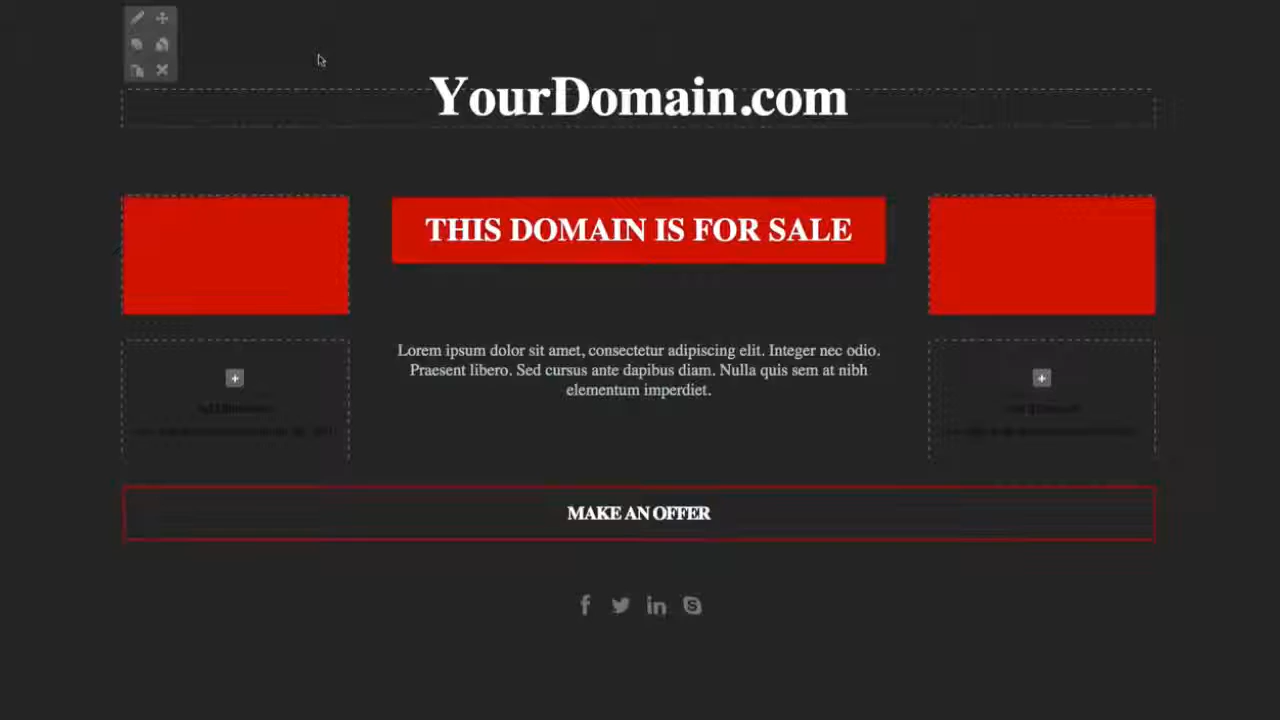 YourDomain.com
THIS DOMAIN IS FOR SALE
Lorem ipsum dolor sit amet, consectetur adipiscing elit. Integer nec odio.
Praesent libero. Sed cursus ante dapibus diam. Nulla quis sem at nibh
elementum imperdiet.
MAKE AN OFFER